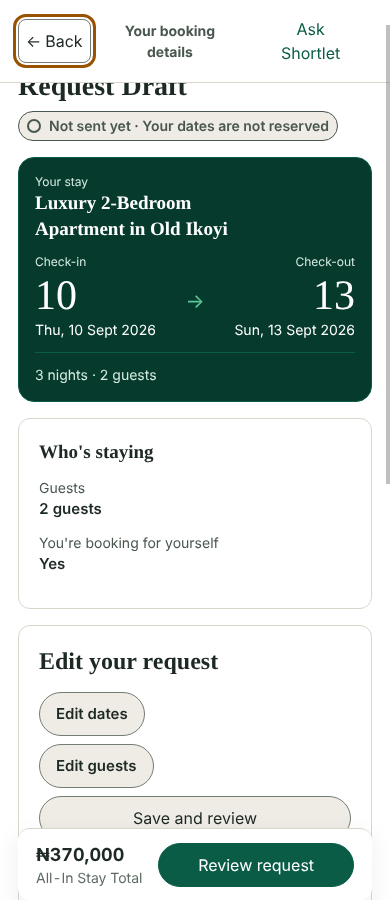 ← Back
Your booking details
Ask Shortlet
Request Draft
Not sent yet · Your dates are not reserved
Your stay
Luxury 2-Bedroom
Apartment in Old Ikoyi
Check-in
Check-out
10
→
13
Thu, 10 Sept 2026
Sun, 13 Sept 2026
3 nights · 2 guests
Who's staying
Guests
2 guests
You're booking for yourself
Yes
Edit your request
Edit dates
Edit guests
Save and review
₦370,000
All-In Stay Total
Review request